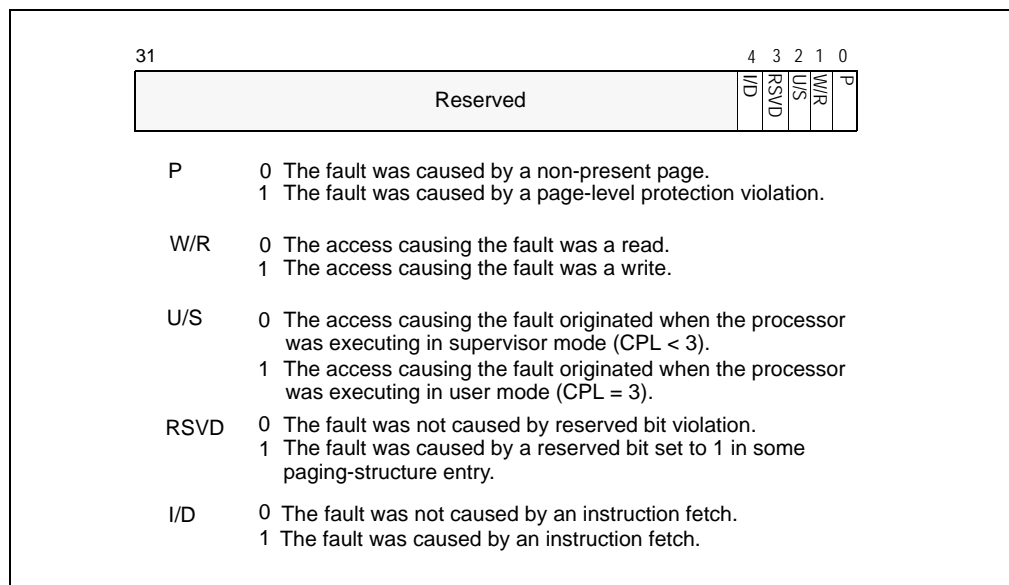 31 4 3 2 1 0
Reserved I/D RSVD U/S W/R P
P 0 The fault was caused by a non-present page.
1 The fault was caused by a page-level protection violation.
W/R 0 The access causing the fault was a read.
1 The access causing the fault was a write.
U/S 0 The access causing the fault originated when the processor
was executing in supervisor mode (CPL < 3).
1 The access causing the fault originated when the processor
was executing in user mode (CPL = 3).
RSVD 0 The fault was not caused by reserved bit violation.
1 The fault was caused by a reserved bit set to 1 in some
paging-structure entry.
I/D 0 The fault was not caused by an instruction fetch.
1 The fault was caused by an instruction fetch.